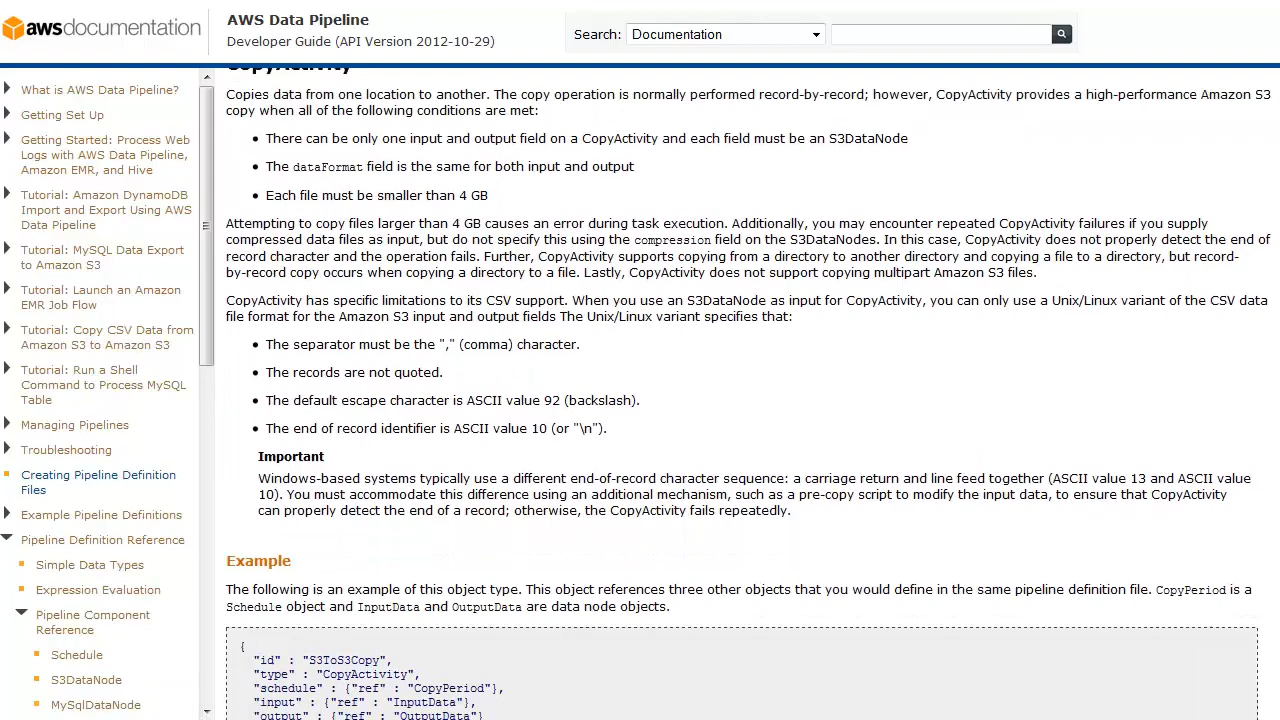 awsdocumentation
AWS Data Pipeline
Developer Guide (API Version 2012-10-29)
Search:
Documentation
What is AWS Data Pipeline?
Getting Set Up
Getting Started: Process Web
Logs with AWS Data Pipeline,
Amazon EMR, and Hive
Tutorial: Amazon DynamoDB
Import and Export Using AWS
Data Pipeline
Tutorial: MySQL Data Export
to Amazon S3
Tutorial: Launch an Amazon
EMR Job Flow
Tutorial: Copy CSV Data from
Amazon S3 to Amazon S3
Tutorial: Run a Shell
Command to Process MySQL
Table
Managing Pipelines
Troubleshooting
Creating Pipeline Definition
Files
Example Pipeline Definitions
Pipeline Definition Reference
Simple Data Types
Expression Evaluation
Pipeline Component
Reference
Schedule
S3DataNode
MySqlDataNode
CopyActivity
Copies data from one location to another. The copy operation is normally performed record-by-record; however, CopyActivity provides a high-performance Amazon S3
copy when all of the following conditions are met:
• There can be only one input and output field on a CopyActivity and each field must be an S3DataNode
• The dataFormat field is the same for both input and output
• Each file must be smaller than 4 GB
Attempting to copy files larger than 4 GB causes an error during task execution. Additionally, you may encounter repeated CopyActivity failures if you supply
compressed data files as input, but do not specify this using the compression field on the S3DataNodes. In this case, CopyActivity does not properly detect the end of
record character and the operation fails. Further, CopyActivity supports copying from a directory to another directory and copying a file to a directory, but record-
by-record copy occurs when copying a directory to a file. Lastly, CopyActivity does not support copying multipart Amazon S3 files.
CopyActivity has specific limitations to its CSV support. When you use an S3DataNode as input for CopyActivity, you can only use a Unix/Linux variant of the CSV data
file format for the Amazon S3 input and output fields The Unix/Linux variant specifies that:
• The separator must be the "," (comma) character.
• The records are not quoted.
• The default escape character is ASCII value 92 (backslash).
• The end of record identifier is ASCII value 10 (or "\n").
Important
Windows-based systems typically use a different end-of-record character sequence: a carriage return and line feed together (ASCII value 13 and ASCII value
10). You must accommodate this difference using an additional mechanism, such as a pre-copy script to modify the input data, to ensure that CopyActivity
can properly detect the end of a record; otherwise, the CopyActivity fails repeatedly.
Example
The following is an example of this object type. This object references three other objects that you would define in the same pipeline definition file. CopyPeriod is a
Schedule object and InputData and OutputData are data node objects.
{
"id" : "S3ToS3Copy",
"type" : "CopyActivity",
"schedule" : {"ref" : "CopyPeriod"},
"input" : {"ref" : "InputData"},
"output" : {"ref" : "OutputData"}